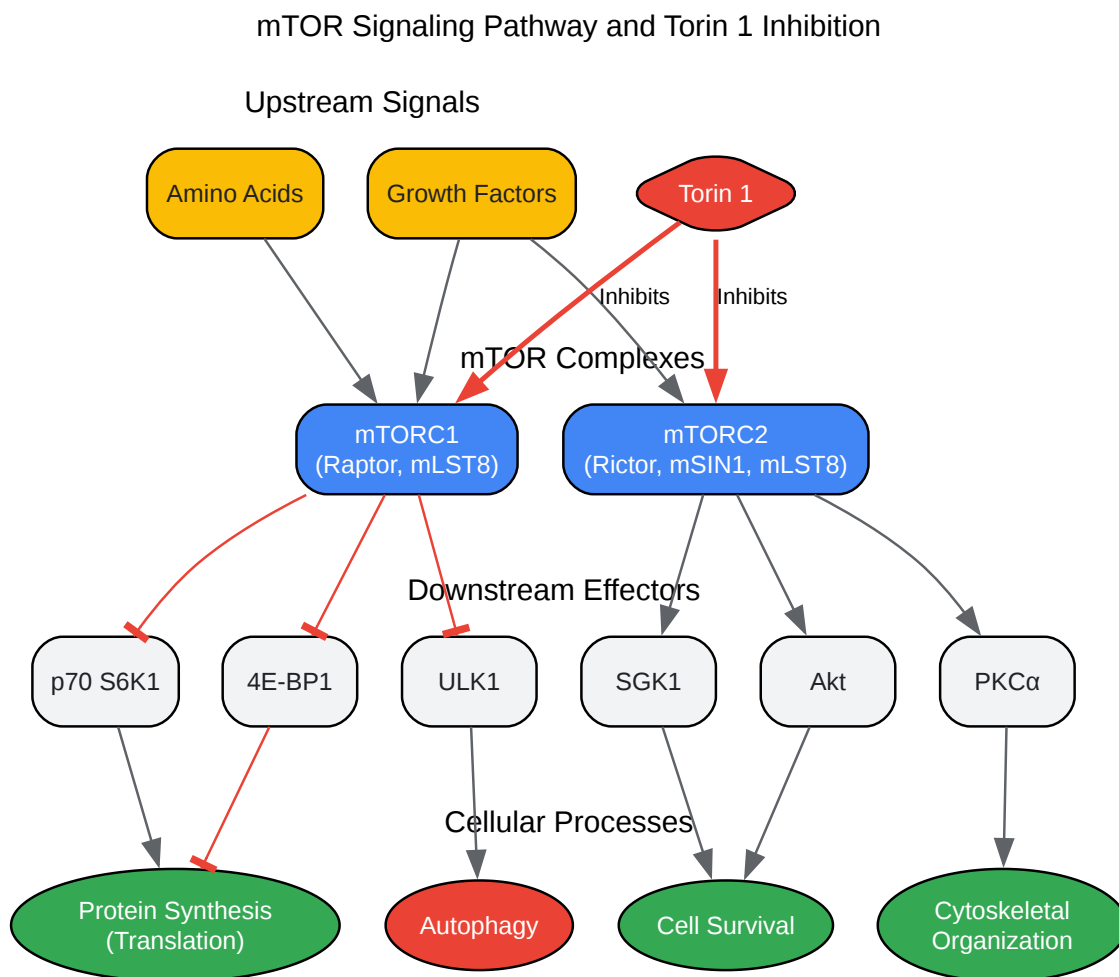 mTOR Signaling Pathway and Torin 1 Inhibition
Upstream Signals
Amino Acids
Growth Factors
Torin 1
Inhibits
Inhibits
mTOR Complexes
mTORC1
(Raptor, mLST8)
mTORC2
(Rictor, mSIN1, mLST8)
Downstream Effectors
p70 S6K1
4E-BP1
ULK1
SGK1
Akt
PKCα
Cellular Processes
Protein Synthesis
(Translation)
Autophagy
Cell Survival
Cytoskeletal
Organization